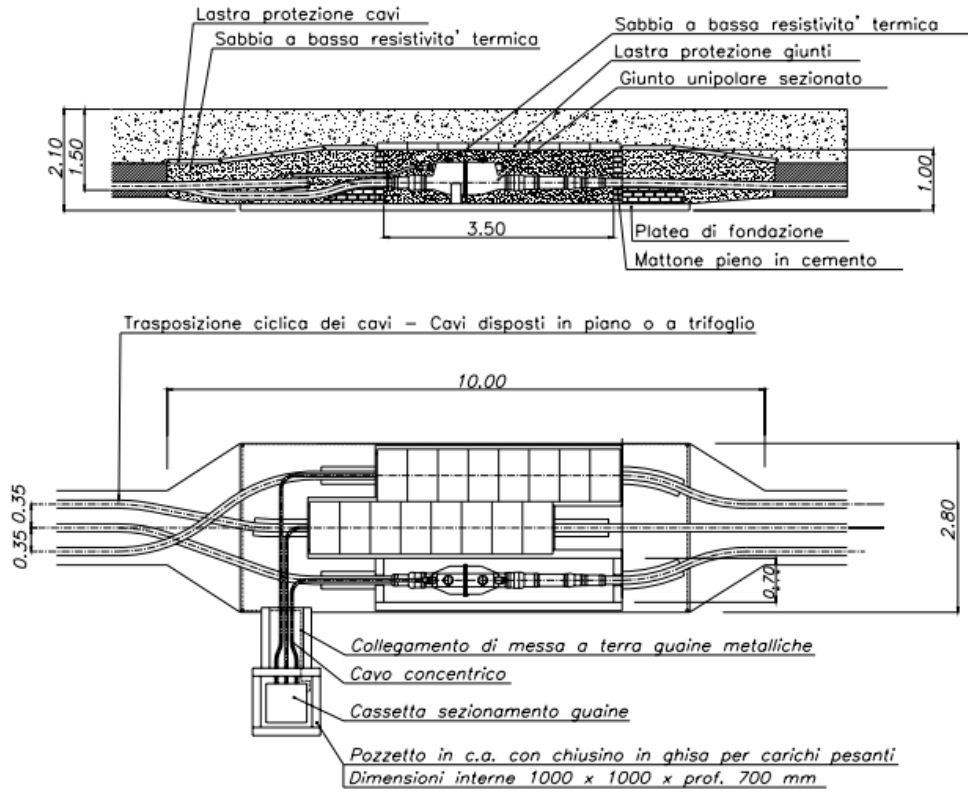 Lastra protezione cavi
Sabbia a bassa resistivita' termica
Sabbia a bassa resistivita' termica
Lastra protezione giunti
Giunto unipolare sezionato
2.10
1.50
1.00
3.50
Platea di fondazione
Mattone pieno in cemento
Trasposizione ciclica dei cavi – Cavi disposti in piano o a trifoglio
10.00
0.35 0.35
2.80
0.70
Collegamento di messa a terra guaine metalliche
Cavo concentrico
Cassetta sezionamento guaine
Pozzetto in c.a. con chiusino in ghisa per carichi pesanti
Dimensioni interne 1000 x 1000 x prof. 700 mm